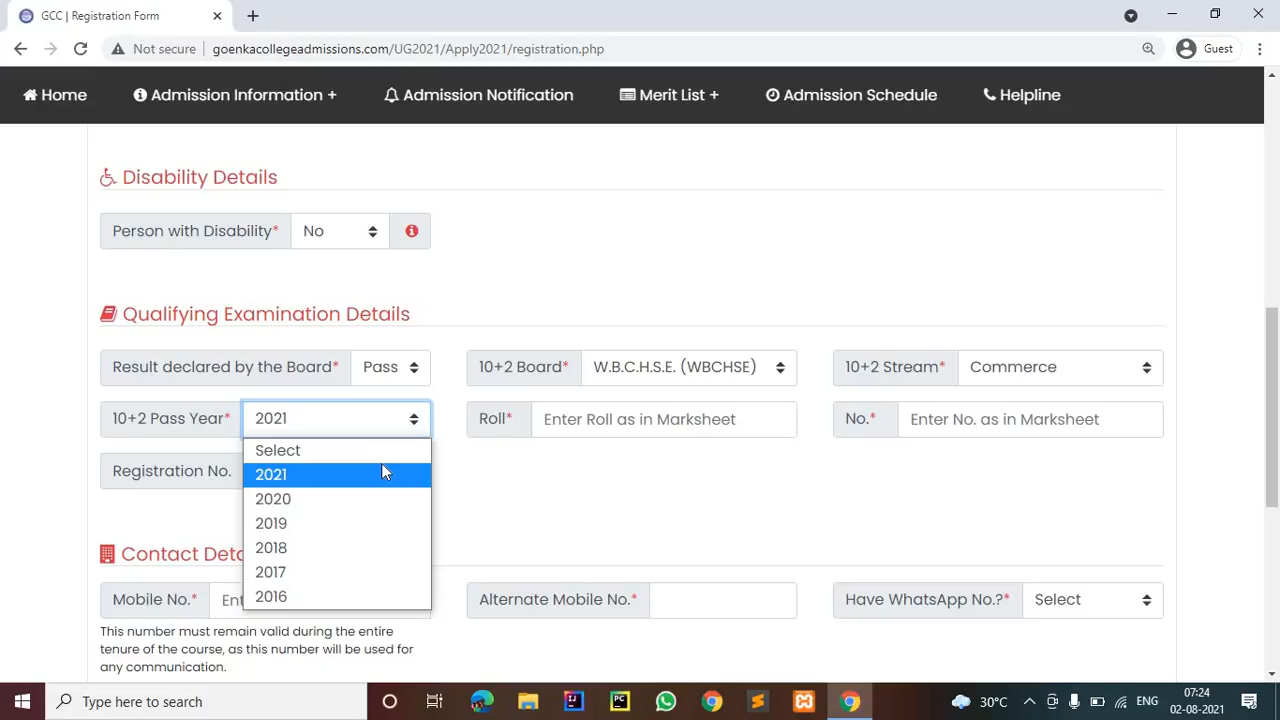 GCC | Registration Form
Not secure
goenkacollegeadmissions.com/UG2021/Apply2021/registration.php
Guest
Home
Admission Information +
Admission Notification
Merit List +
Admission Schedule
Helpline
Disability Details
Person with Disability* No
Qualifying Examination Details
Result declared by the Board* Pass
10+2 Board* W.B.C.H.S.E. (WBCHSE)
10+2 Stream* Commerce
10+2 Pass Year* 2021
Roll* Enter Roll as in Marksheet
No.* Enter No. as in Marksheet
Select
2021
2020
2019
2018
2017
2016
Registration No.
Contact Deta
Mobile No.* Ent
Alternate Mobile No.*
Have WhatsApp No.?* Select
This number must remain valid during the entire
tenure of the course, as this number will be used for
any communication.
Type here to search
30°C
ENG
07:24
02-08-2021